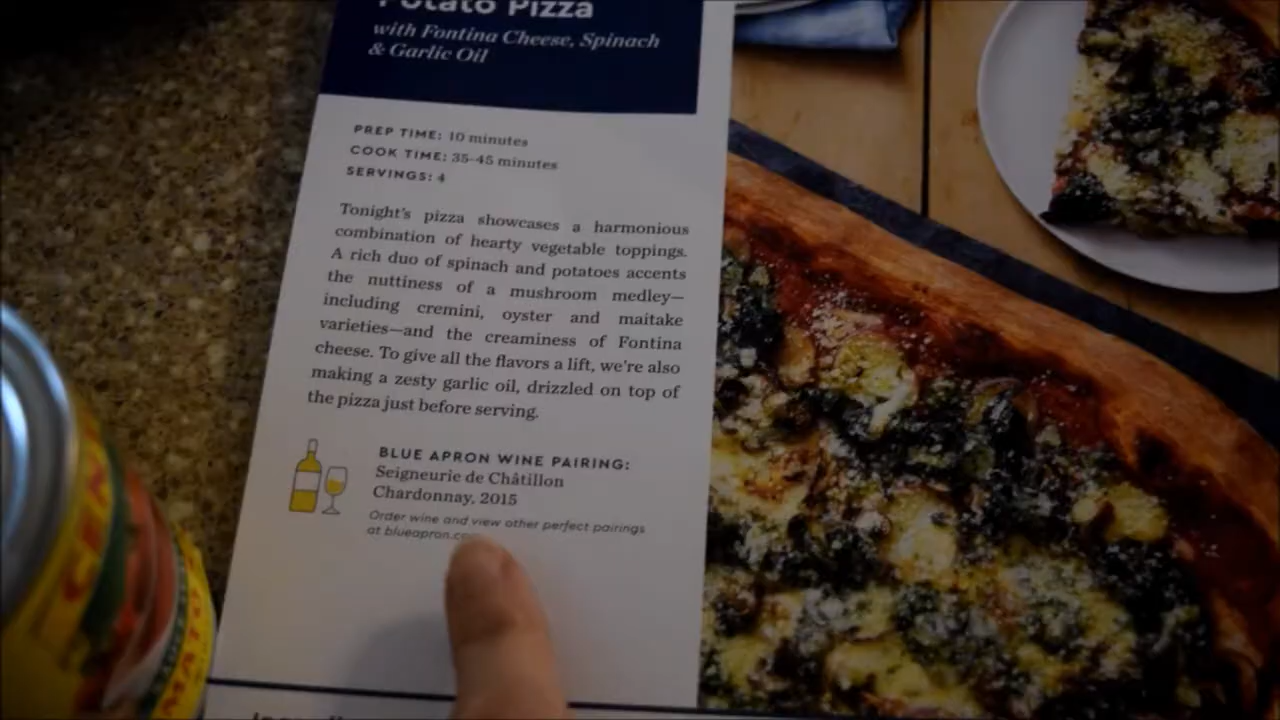 Potato Pizza
with Fontina Cheese, Spinach
& Garlic Oil
PREP TIME: 10 minutes
COOK TIME: 35-45 minutes
SERVINGS: 4
Tonight's pizza showcases a harmonious
combination of hearty vegetable toppings.
A rich duo of spinach and potatoes accents
the nuttiness of a mushroom medley—
including cremini, oyster and maitake
varieties—and the creaminess of Fontina
cheese. To give all the flavors a lift, we're also
making a zesty garlic oil, drizzled on top of
the pizza just before serving.
BLUE APRON WINE PAIRING:
Seigneurie de Châtillon
Chardonnay, 2015
Order wine and view other perfect pairings
at blueapron.co